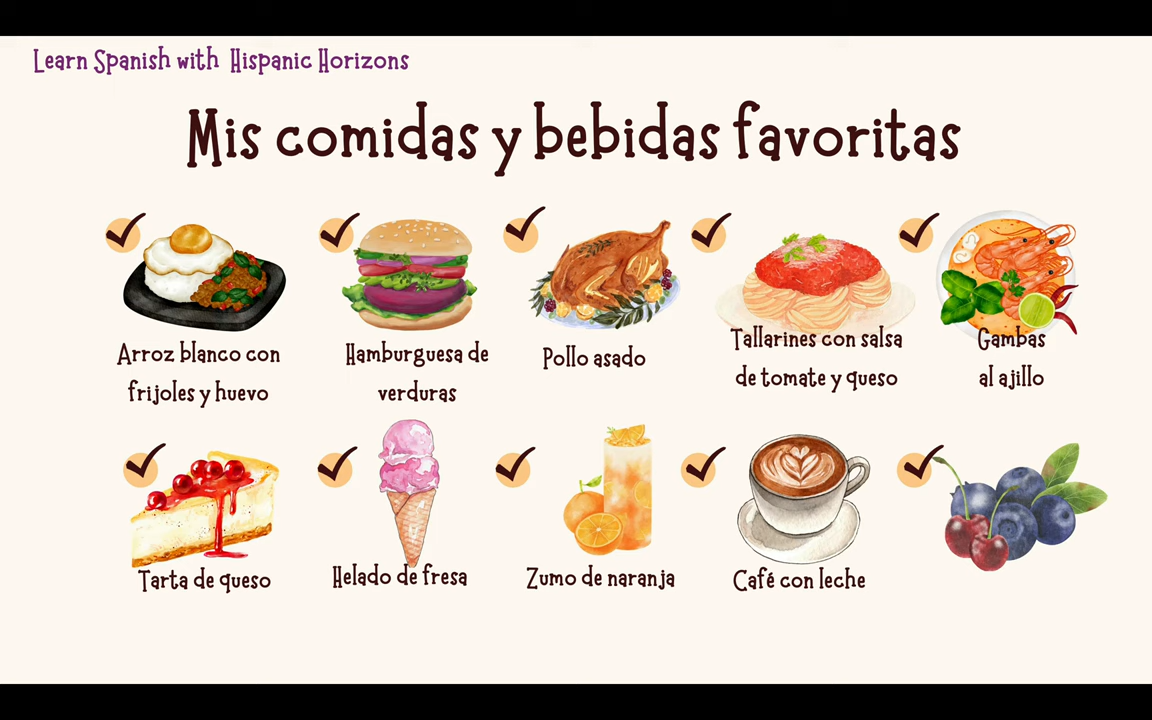 Learn Spanish with Hispanic Horizons
Mis comidas y bebidas favoritas
Arroz blanco con
frijoles y huevo
Hamburguesa de
verduras
Pollo asado
Tallarines con salsa
de tomate y queso
Gambas
al ajillo
Tarta de queso
Helado de fresa
Zumo de naranja
Café con leche